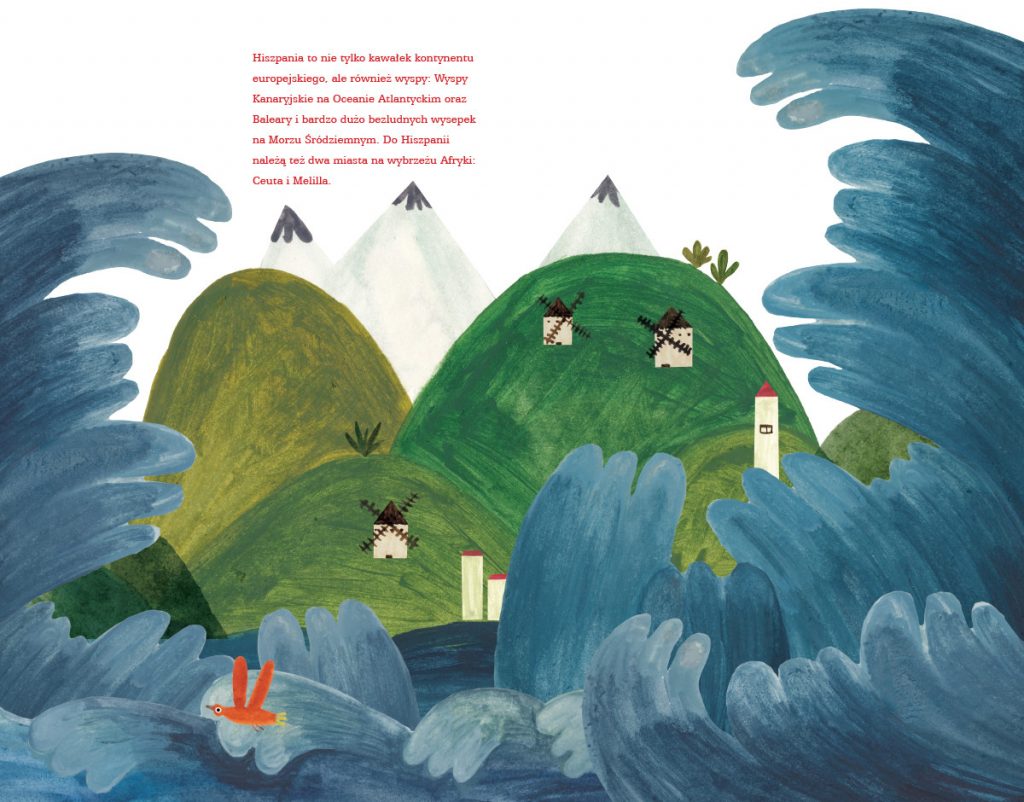 Hiszpania to nie tylko kawałek kontynentu
europejskiego, ale również wyspy: Wyspy
Kanaryjskie na Oceanie Atlantyckim oraz
Baleary i bardzo dużo bezludnych wysepek
na Morzu Śródziemnym. Do Hiszpanii
należą też dwa miasta na wybrzeżu Afryki:
Ceuta i Melilla.